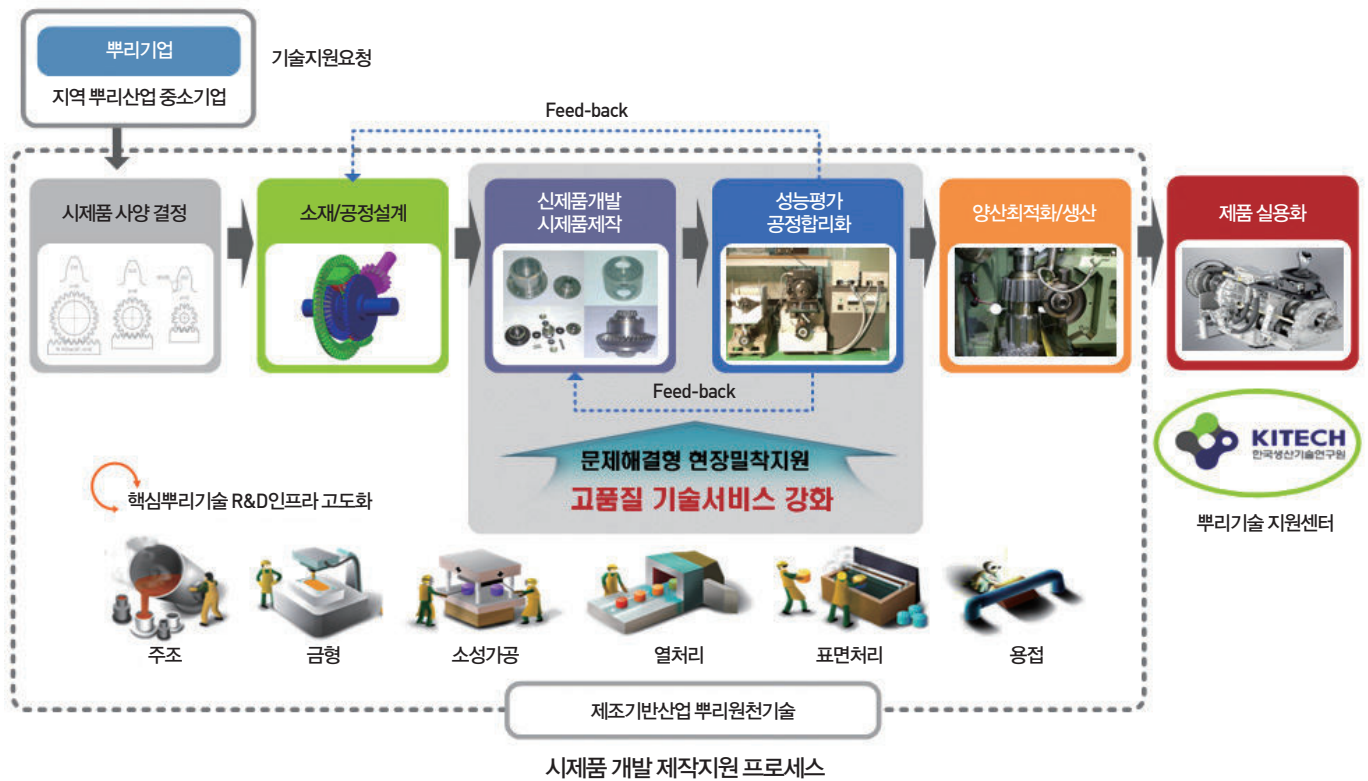 뿌리기업
지역 뿌리산업 중소기업
기술지원요청
Feed-back
시제품 사양 결정
소재/공정설계
신제품개발
시제품제작
성능평가
공정합리화
양산최적화/생산
제품 실용화
Feed-back
문제해결형 현장밀착지원
고품질 기술서비스 강화
KITECH
한국생산기술연구원
뿌리기술 지원센터
핵심뿌리기술 R&D인프라 고도화
주조
금형
소성가공
열처리
표면처리
용접
제조기반산업 뿌리원천기술
시제품 개발 제작지원 프로세스